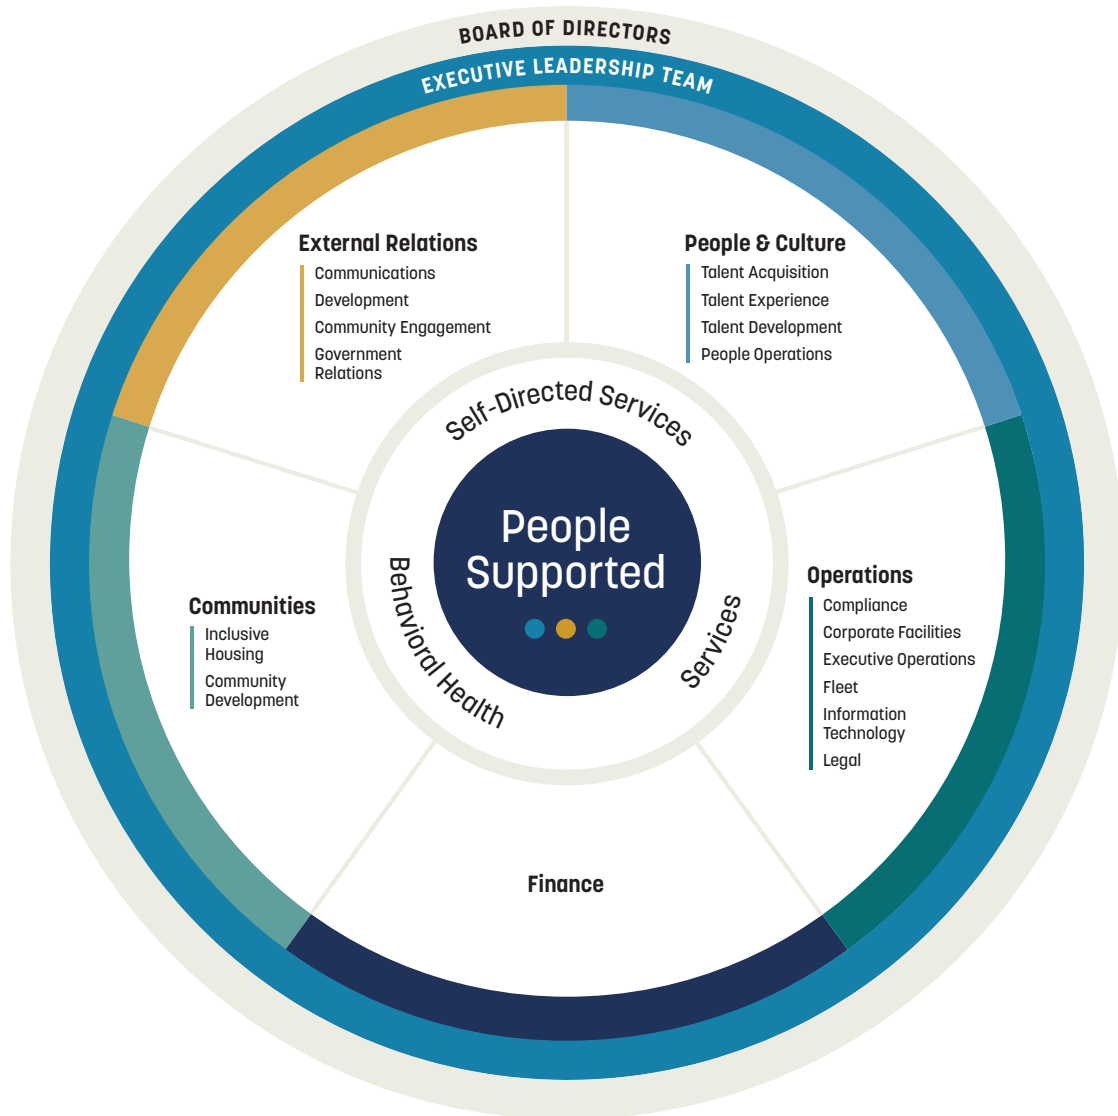 BOARD OF DIRECTORS
EXECUTIVE LEADERSHIP TEAM
External Relations
Communications
Development
Community Engagement
Government
Relations
People & Culture
Talent Acquisition
Talent Experience
Talent Development
People Operations
Self-Directed Services
People
Supported
Behavioral Health
Services
Communities
Inclusive
Housing
Community
Development
Operations
Compliance
Corporate Facilities
Executive Operations
Fleet
Information
Technology
Legal
Finance